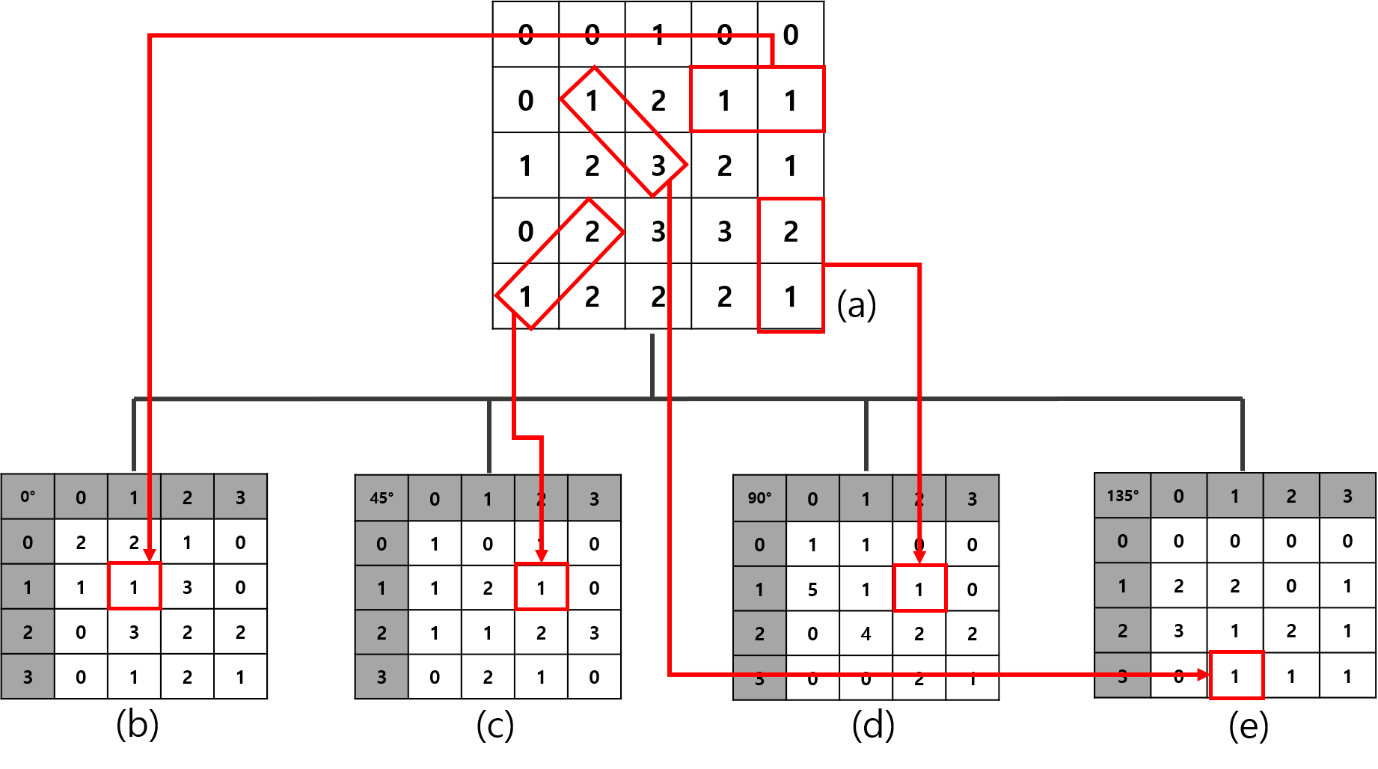 0 0 1 0 0
0 1 2 1 1
1 2 3 2 1
0 2 3 3 2
1 2 2 2 1
(a)
0° 0 1 2 3
0 2 2 1 0
1 1 1 3 0
2 0 3 2 2
3 0 1 2 1
(b)
45° 0 1 2 3
0 1 0 1 0
1 1 2 1 0
2 1 1 2 3
3 0 2 1 0
(c)
90° 0 1 2 3
0 1 1 0 0
1 5 1 1 0
2 0 4 2 2
3 0 0 2 1
(d)
135° 0 1 2 3
0 0 0 0 0
1 2 2 0 1
2 3 1 2 1
3 0 1 1 1
(e)